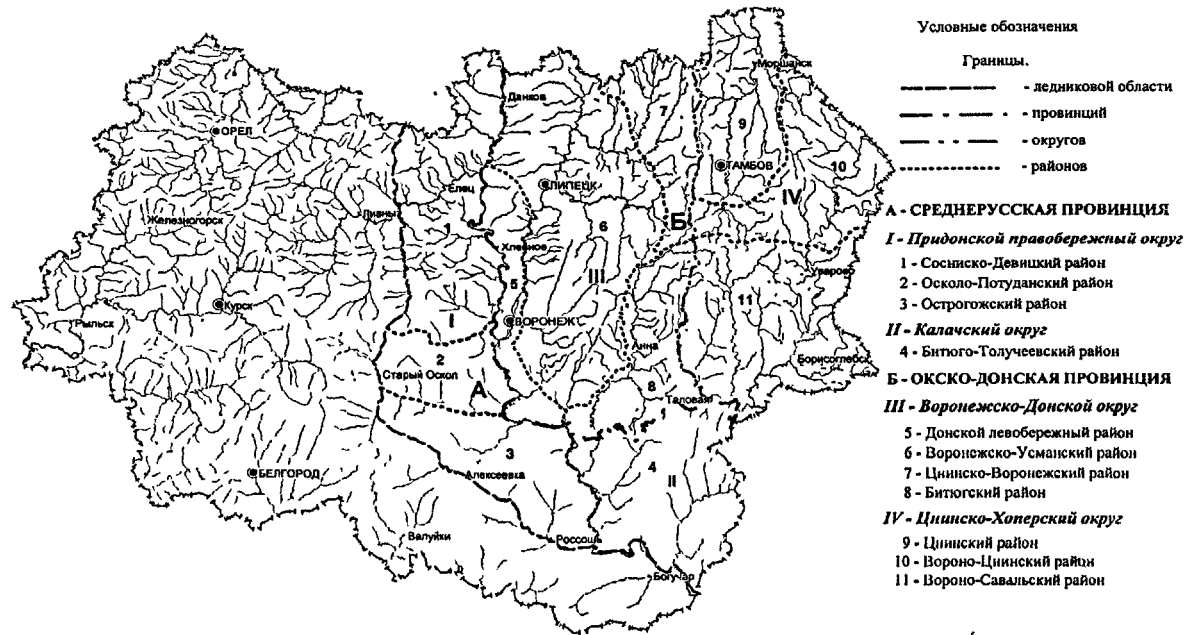 Условные обозначения
Границы.
- ледниковой области
- провинций
- округов
- районов
А - СРЕДНЕРУССКАЯ ПРОВИНЦИЯ
I - Придонской правобережный округ
1 - Сосниско-Девицкий район
2 - Осколо-Потуданский район
3 - Острогожский район
II - Калачский округ
4 - Битюго-Толучеевский район
Б - ОКСКО-ДОНСКАЯ ПРОВИНЦИЯ
III - Воронежско-Донской округ
5 - Донской левобережный район
6 - Воронежско-Усманский район
7 - Цнинско-Воронежский район
8 - Битюгский район
IV - Цнинско-Хоперский округ
9 - Цнинский район
10 - Вороно-Цнинский район
11 - Вороно-Савальский район
Моршанск
Данков
7
9
ОРЕЛ
ТАМБОВ
10
Елец
ЛИПЕЦК
IV
Железногорск
Ливны
1
6
Б
Хлевное
Уварово
III
5
11
Курск
I
ВОРОНЕЖ
Рыльск
2
Анна
Борисоглебск
Старый Оскол
А
8
Таловая
1
3
4
II
БЕЛГОРОД
Алексеевка
Валуйки
Россошь
Богучар